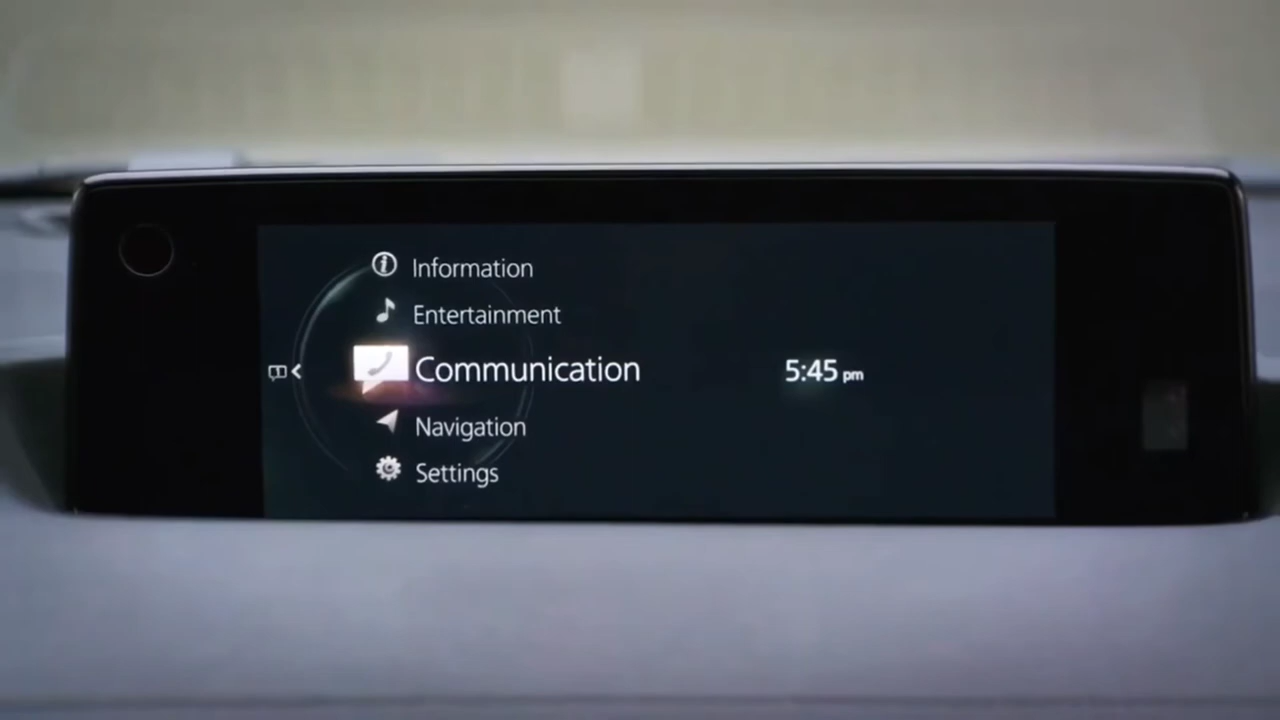 Information
Entertainment
Communication
5:45 pm
Navigation
Settings